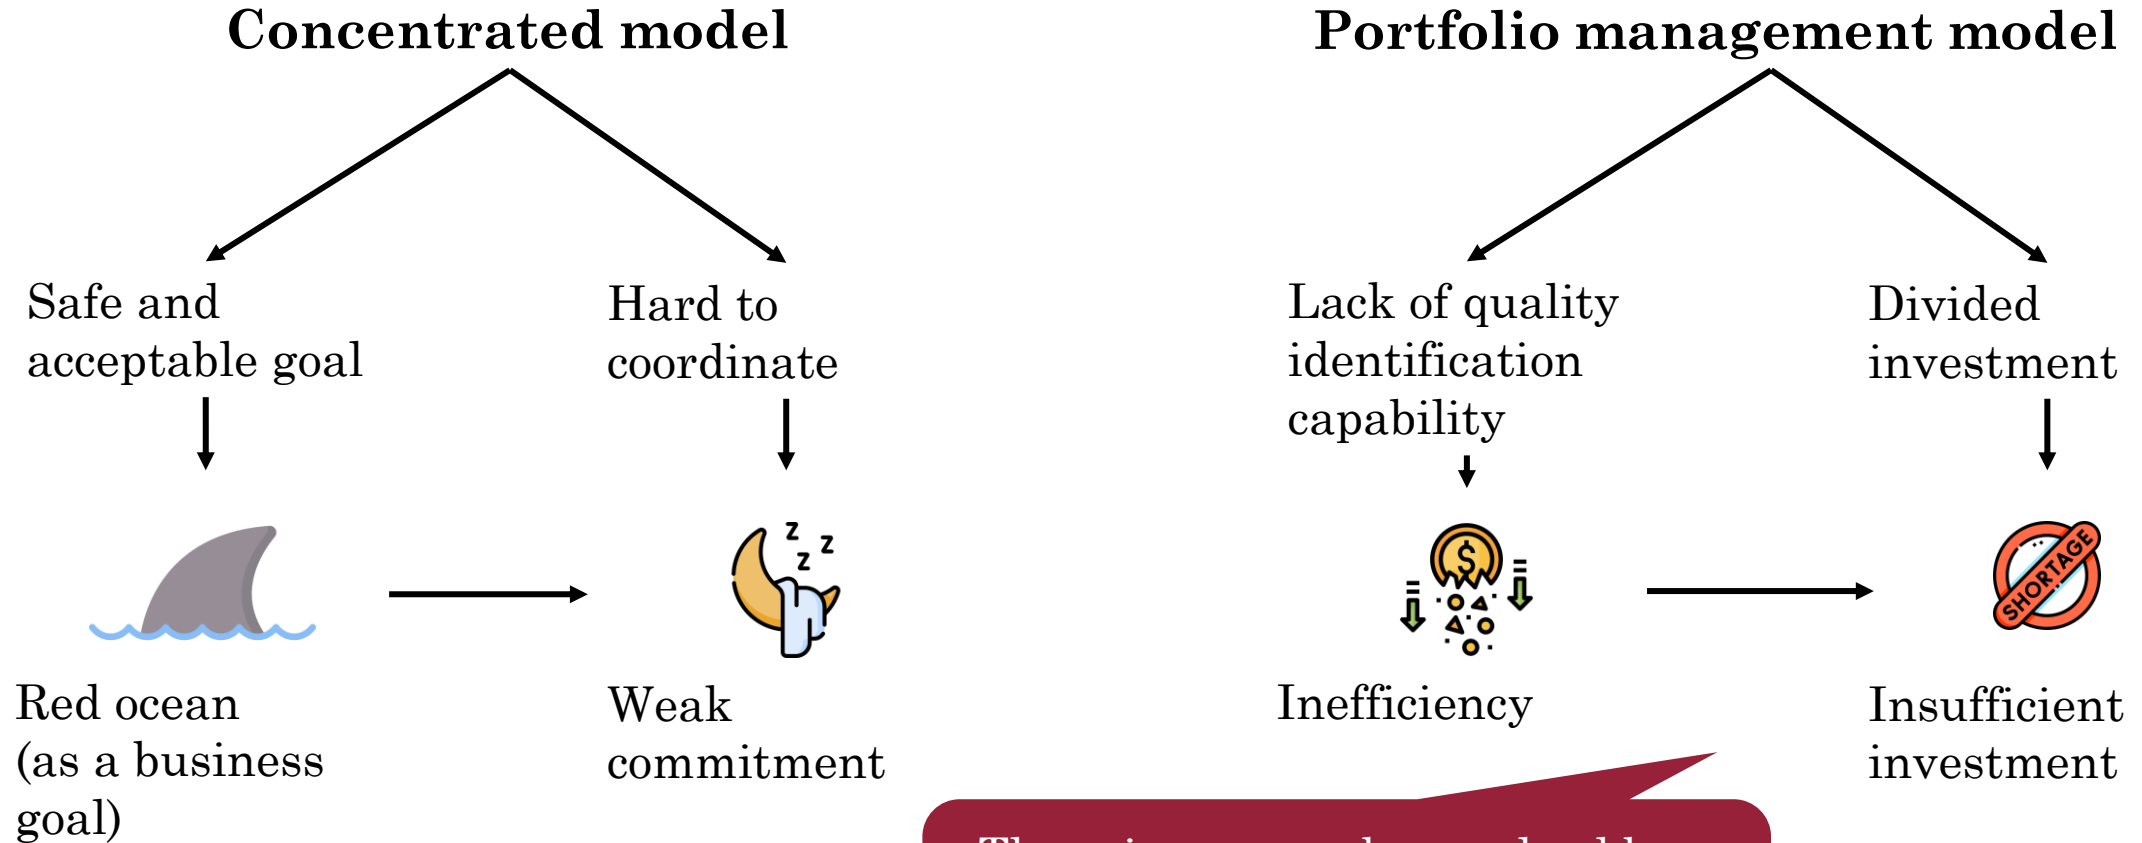 Concentrated model
Portfolio management model
Safe and
acceptable goal
Hard to
coordinate
Lack of quality
identification
capability
Divided
investment
z
z
z
$
SHORTAGE
Red ocean
(as a business
goal)
Weak
commitment
Inefficiency
Insufficient
investment